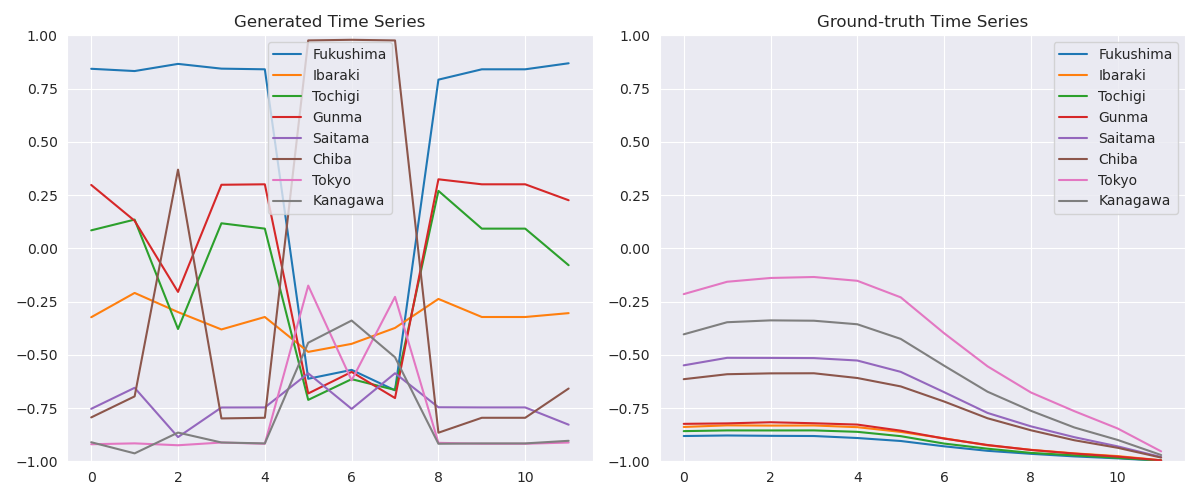 Generated Time Series
1.00
0.75
0.50
0.25
0.00
−0.25
−0.50
−0.75
−1.00
0 2 4 6 8 10
Fukushima
Ibaraki
Tochigi
Gunma
Saitama
Chiba
Tokyo
Kanagawa
Ground-truth Time Series
1.00
0.75
0.50
0.25
0.00
−0.25
−0.50
−0.75
−1.00
0 2 4 6 8 10
Fukushima
Ibaraki
Tochigi
Gunma
Saitama
Chiba
Tokyo
Kanagawa